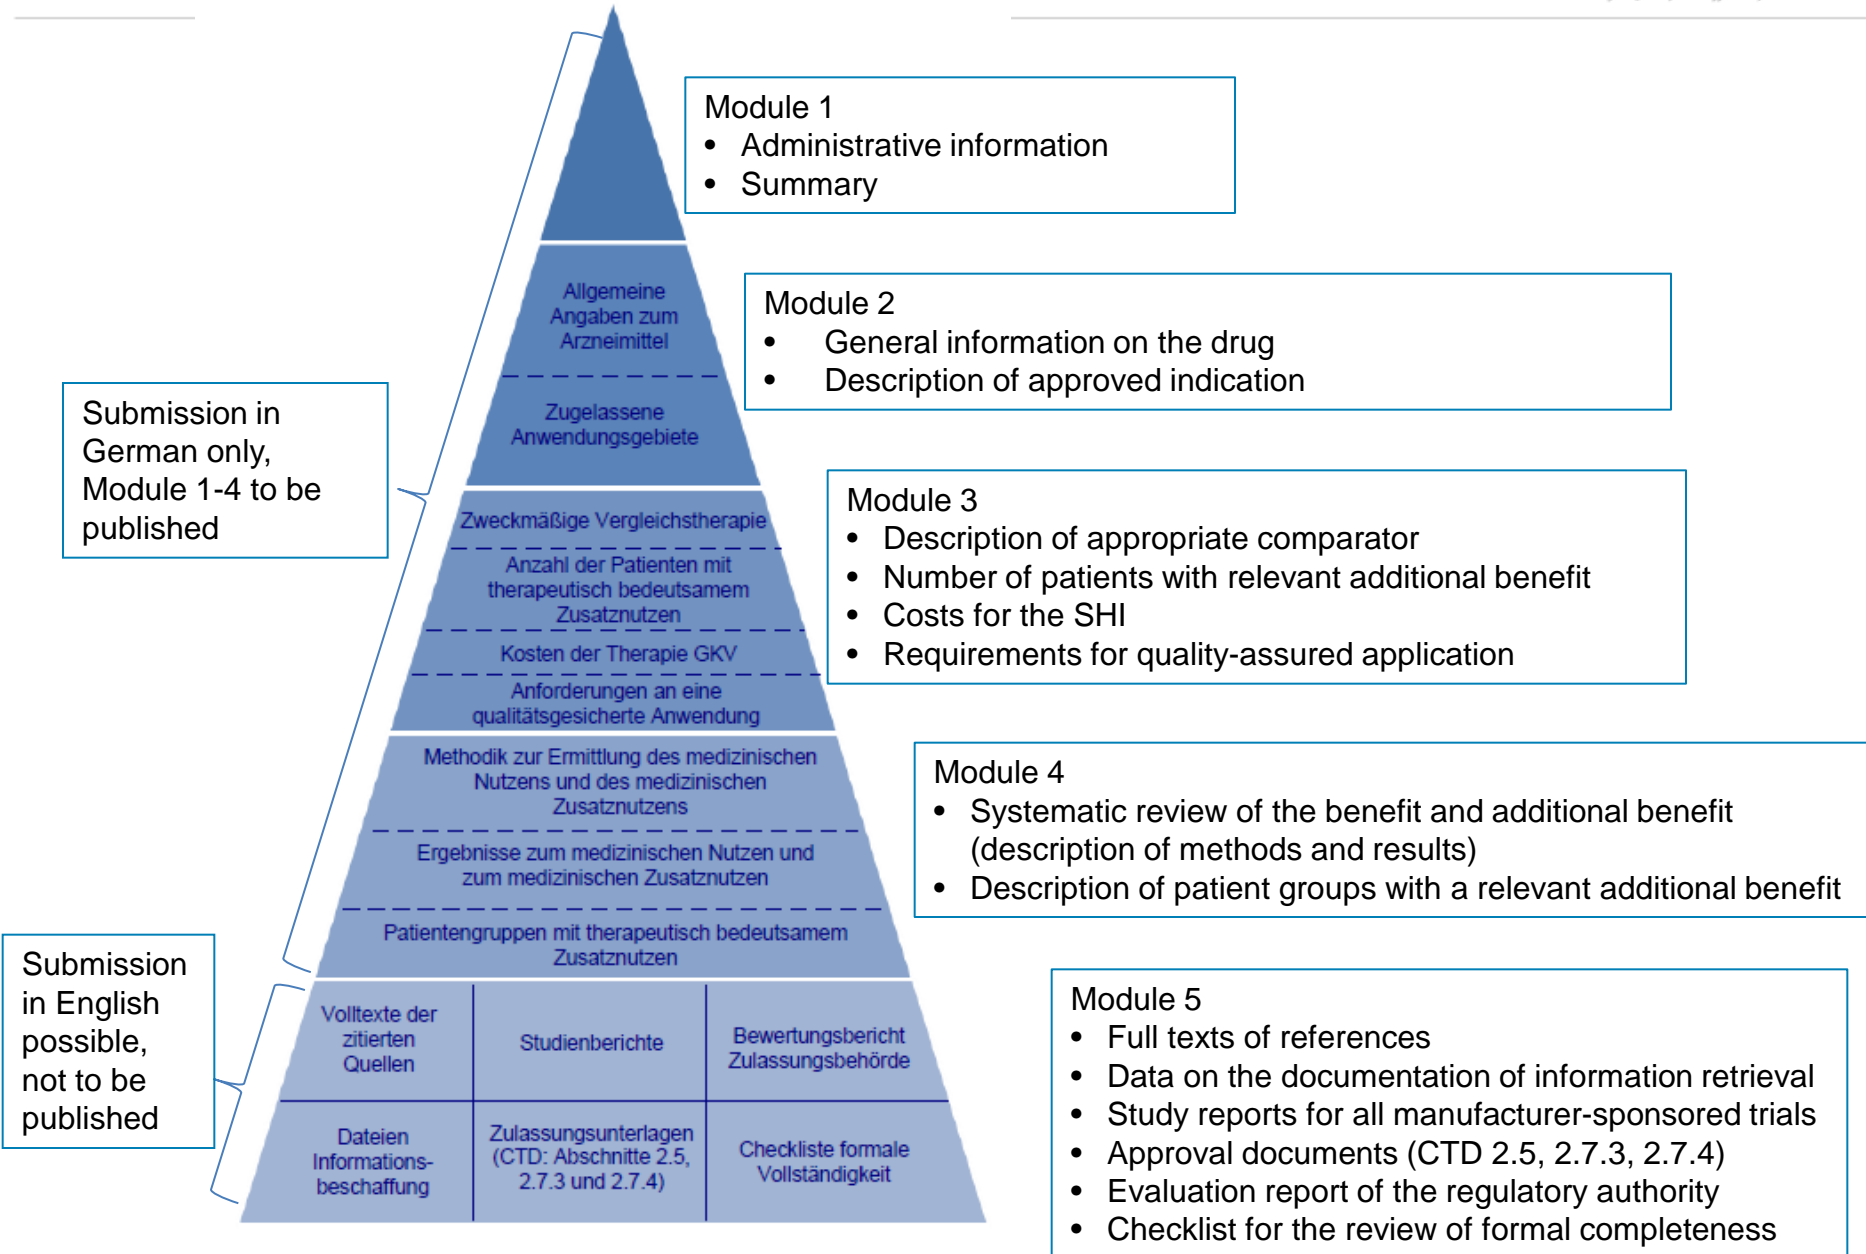 Module 1
• Administrative information
• Summary
Allgemeine
Angaben zum
Arzneimittel
Zugelassene
Anwendungsgebiete
Module 2
• General information on the drug
• Description of approved indication
Submission in
German only,
Module 1-4 to be
published
Zweckmäßige Vergleichstherapie
Anzahl der Patienten mit
therapeutisch bedeutsamem
Zusatznutzen
Kosten der Therapie GKV
Anforderungen an eine
qualitätsgesicherte Anwendung
Module 3
• Description of appropriate comparator
• Number of patients with relevant additional benefit
• Costs for the SHI
• Requirements for quality-assured application
Methodik zur Ermittlung des medizinischen
Nutzens und des medizinischen
Zusatznutzens
Ergebnisse zum medizinischen Nutzen und
zum medizinischen Zusatznutzen
Patientengruppen mit therapeutisch bedeutsamem
Zusatznutzen
Module 4
• Systematic review of the benefit and additional benefit
(description of methods and results)
• Description of patient groups with a relevant additional benefit
Submission
in English
possible,
not to be
published
Volltexte der
zitierten
Quellen
Studienberichte
Bewertungsbericht
Zulassungsbehörde
Dateien
Informations-
beschaffung
Zulassungsunterlagen
(CTD: Abschnitte 2.5,
2.7.3 und 2.7.4)
Checkliste formale
Vollständigkeit
Module 5
• Full texts of references
• Data on the documentation of information retrieval
• Study reports for all manufacturer-sponsored trials
• Approval documents (CTD 2.5, 2.7.3, 2.7.4)
• Evaluation report of the regulatory authority
• Checklist for the review of formal completeness